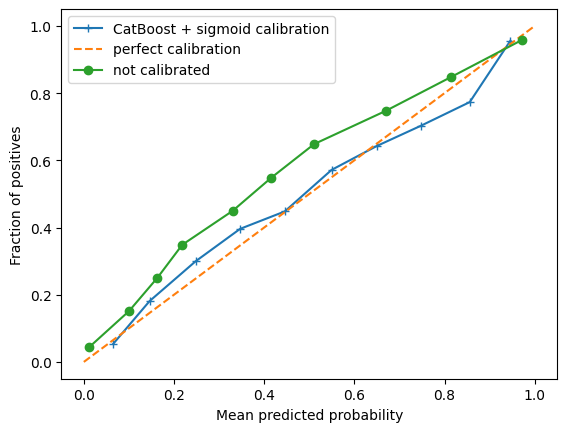 CatBoost + sigmoid calibration
perfect calibration
not calibrated
1.0
0.8
0.6
0.4
0.2
0.0
Fraction of positives
0.0 0.2 0.4 0.6 0.8 1.0
Mean predicted probability